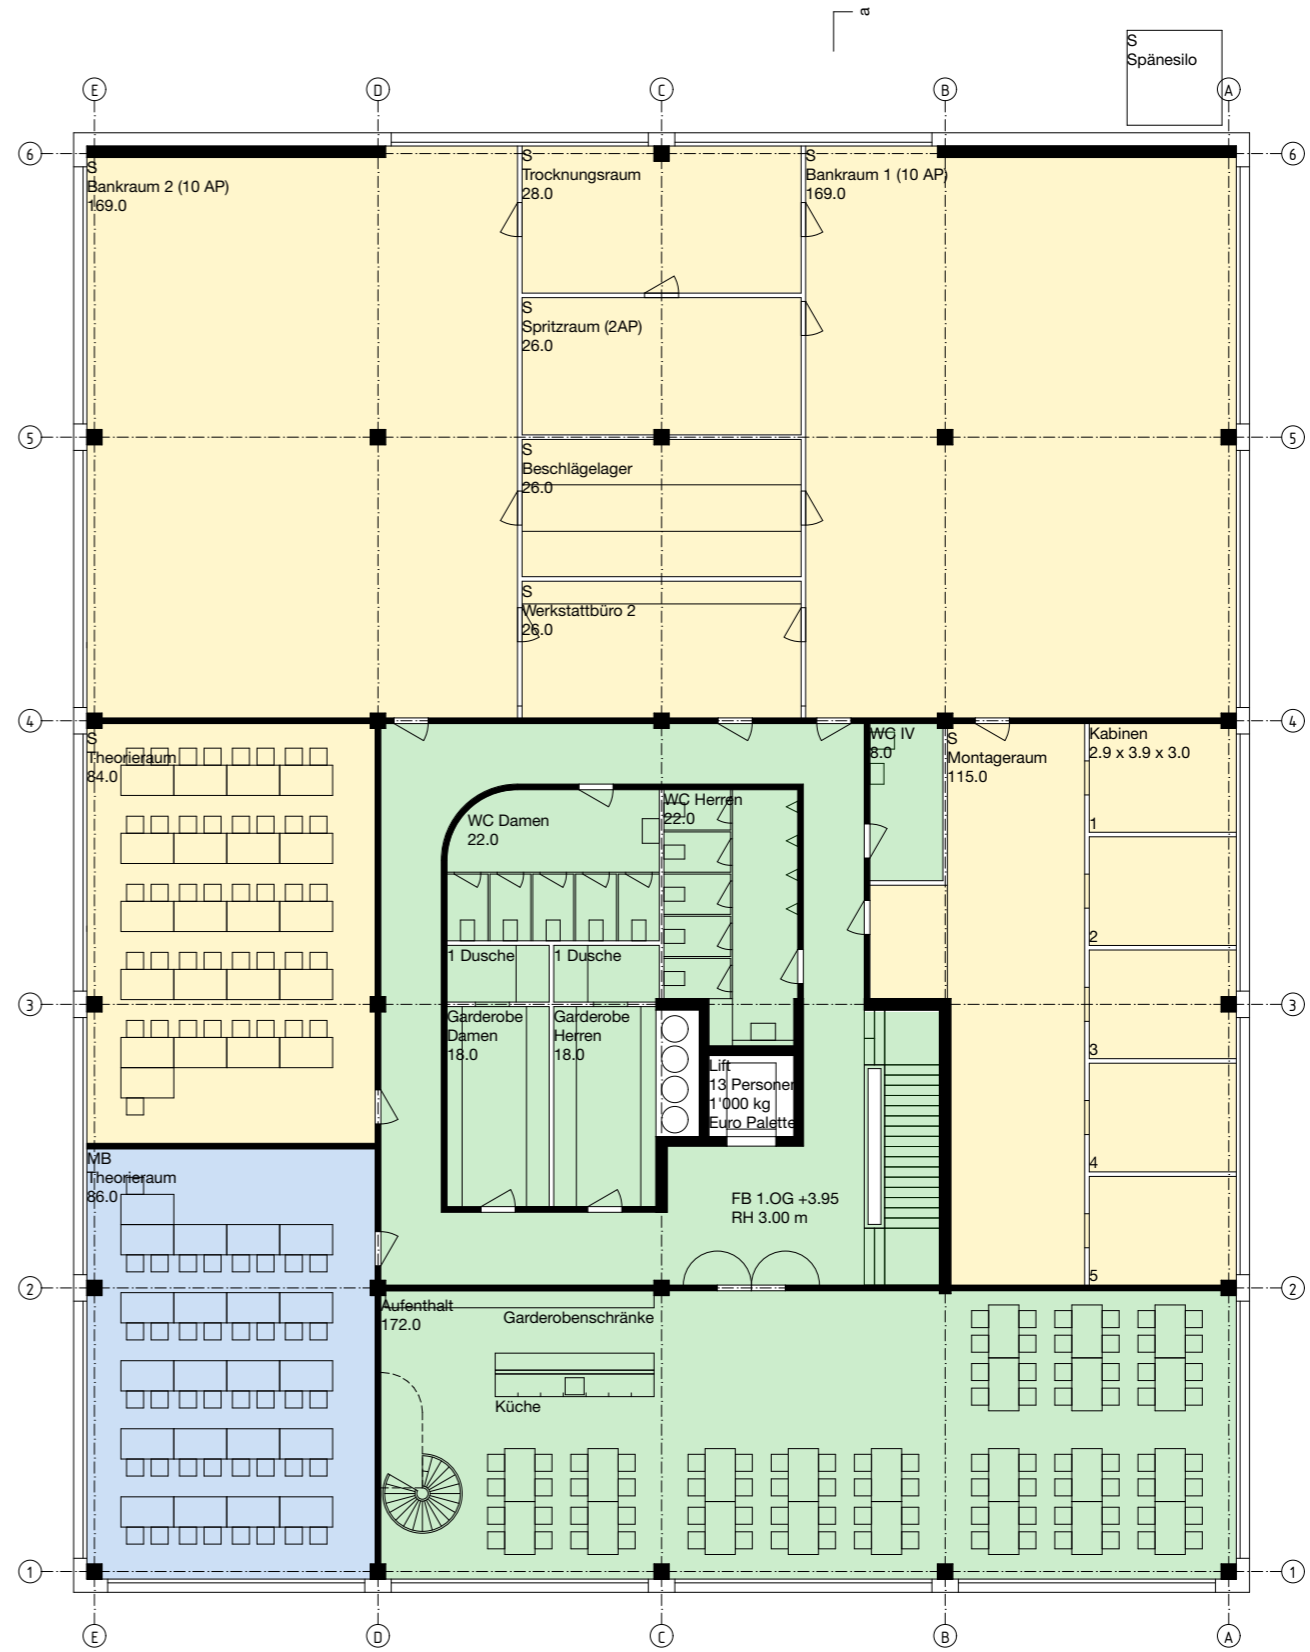 a
S
Spänesilo
E
D
C
B
A
6
6
S
Bankraum 2 (10 AP)
169.0
S
Trocknungsraum
28.0
S
Bankraum 1 (10 AP)
169.0
S
Spritzraum (2AP)
26.0
5
5
S
Beschlägelager
26.0
S
Werkstattbüro 2
26.0
4
4
S
Theorieraum
84.0
WC IV
8.0
S
Montageraum
115.0
Kabinen
2.9 x 3.9 x 3.0
WC Damen
22.0
WC Herren
22.0
1
2
1 Dusche
1 Dusche
3
3
Garderobe
Damen
18.0
Garderobe
Herren
18.0
3
Lift
13 Personen
1'000 kg
Euro Palette
MB
Theorieraum
86.0
4
FB 1.OG +3.95
RH 3.00 m
5
2
2
Aufenthalt
172.0
Garderobenschränke
Küche
1
1
E
D
C
B
A